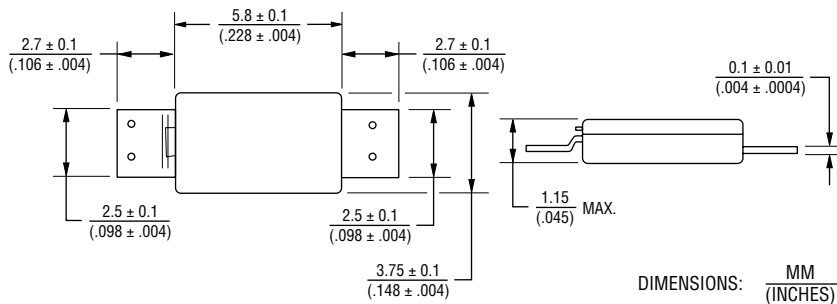 5.8 ± 0.1
(.228 ± .004)
2.7 ± 0.1
(.106 ± .004)
2.7 ± 0.1
(.106 ± .004)
0.1 ± 0.01
(.004 ± .0004)
2.5 ± 0.1
(.098 ± .004)
2.5 ± 0.1
(.098 ± .004)
1.15
(.045)
MAX.
3.75 ± 0.1
(.148 ± .004)
DIMENSIONS:
MM
(INCHES)